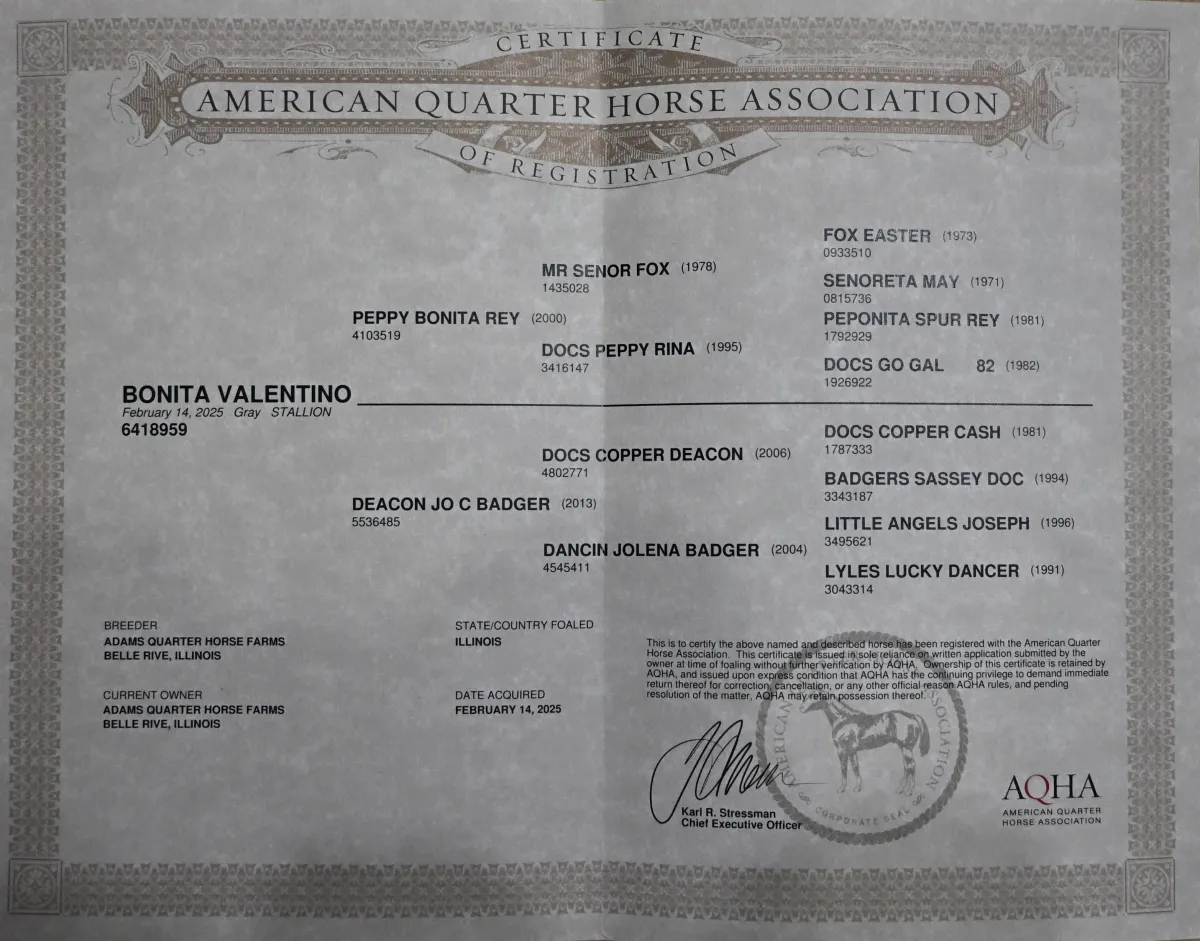 CERTIFICATE
AMERICAN QUARTER HORSE ASSOCIATION
OF REGISTRATION
FOX EASTER (1973)
0933510
MR SENOR FOX (1978)
1435028
SENORETA MAY (1971)
0815736
PEPPY BONITA REY (2000)
4103519
PEPONITA SPUR REY (1981)
1792929
DOCS PEPPY RINA (1995)
3416147
DOCS GO GAL 82 (1982)
1926922
BONITA VALENTINO
February 14, 2025 Gray STALLION
6418959
DOCS COPPER CASH (1981)
1787333
DOCS COPPER DEACON (2006)
4802771
BADGERS SASSEY DOC (1994)
3343187
DEACON JO C BADGER (2013)
5536485
LITTLE ANGELS JOSEPH (1996)
3495621
DANCIN JOLENA BADGER (2004)
4545411
LYLES LUCKY DANCER (1991)
3043314
BREEDER
ADAMS QUARTER HORSE FARMS
BELLE RIVE, ILLINOIS
STATE/COUNTRY FOALED
ILLINOIS
CURRENT OWNER
ADAMS QUARTER HORSE FARMS
BELLE RIVE, ILLINOIS
DATE ACQUIRED
FEBRUARY 14, 2025
This is to certify the above named and described horse has been registered with the American Quarter
Horse Association. This certificate is issued in sole reliance on written application submitted by the
owner at time of foaling without further verification by AQHA. Ownership of this certificate is retained by
AQHA, and issued upon express condition that AQHA has the continuing privilege to demand immediate
return thereof for correction, cancellation, or any other official reason AQHA rules, and pending
resolution of the matter, AQHA may retain possession thereof.
Karl R. Stressman
Chief Executive Officer
AMERICAN
ASSOCIATION
CORPORATE SEAL
AQHA
AMERICAN QUARTER
HORSE ASSOCIATION